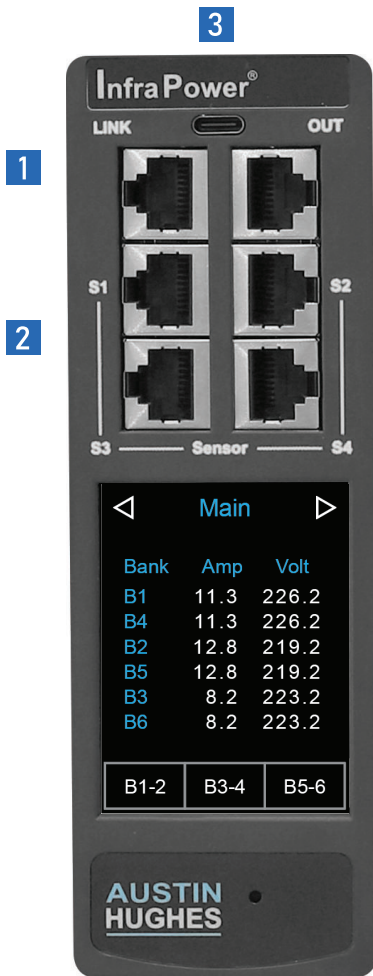 3
InfraPower®
LINK OUT
1
S1 S2
2
S3 Sensor S4
Main
Bank Amp Volt
B1 11.3 226.2
B4 11.3 226.2
B2 12.8 219.2
B5 12.8 219.2
B3 8.2 223.2
B6 8.2 223.2
B1-2 B3-4 B5-6
AUSTIN
HUGHES